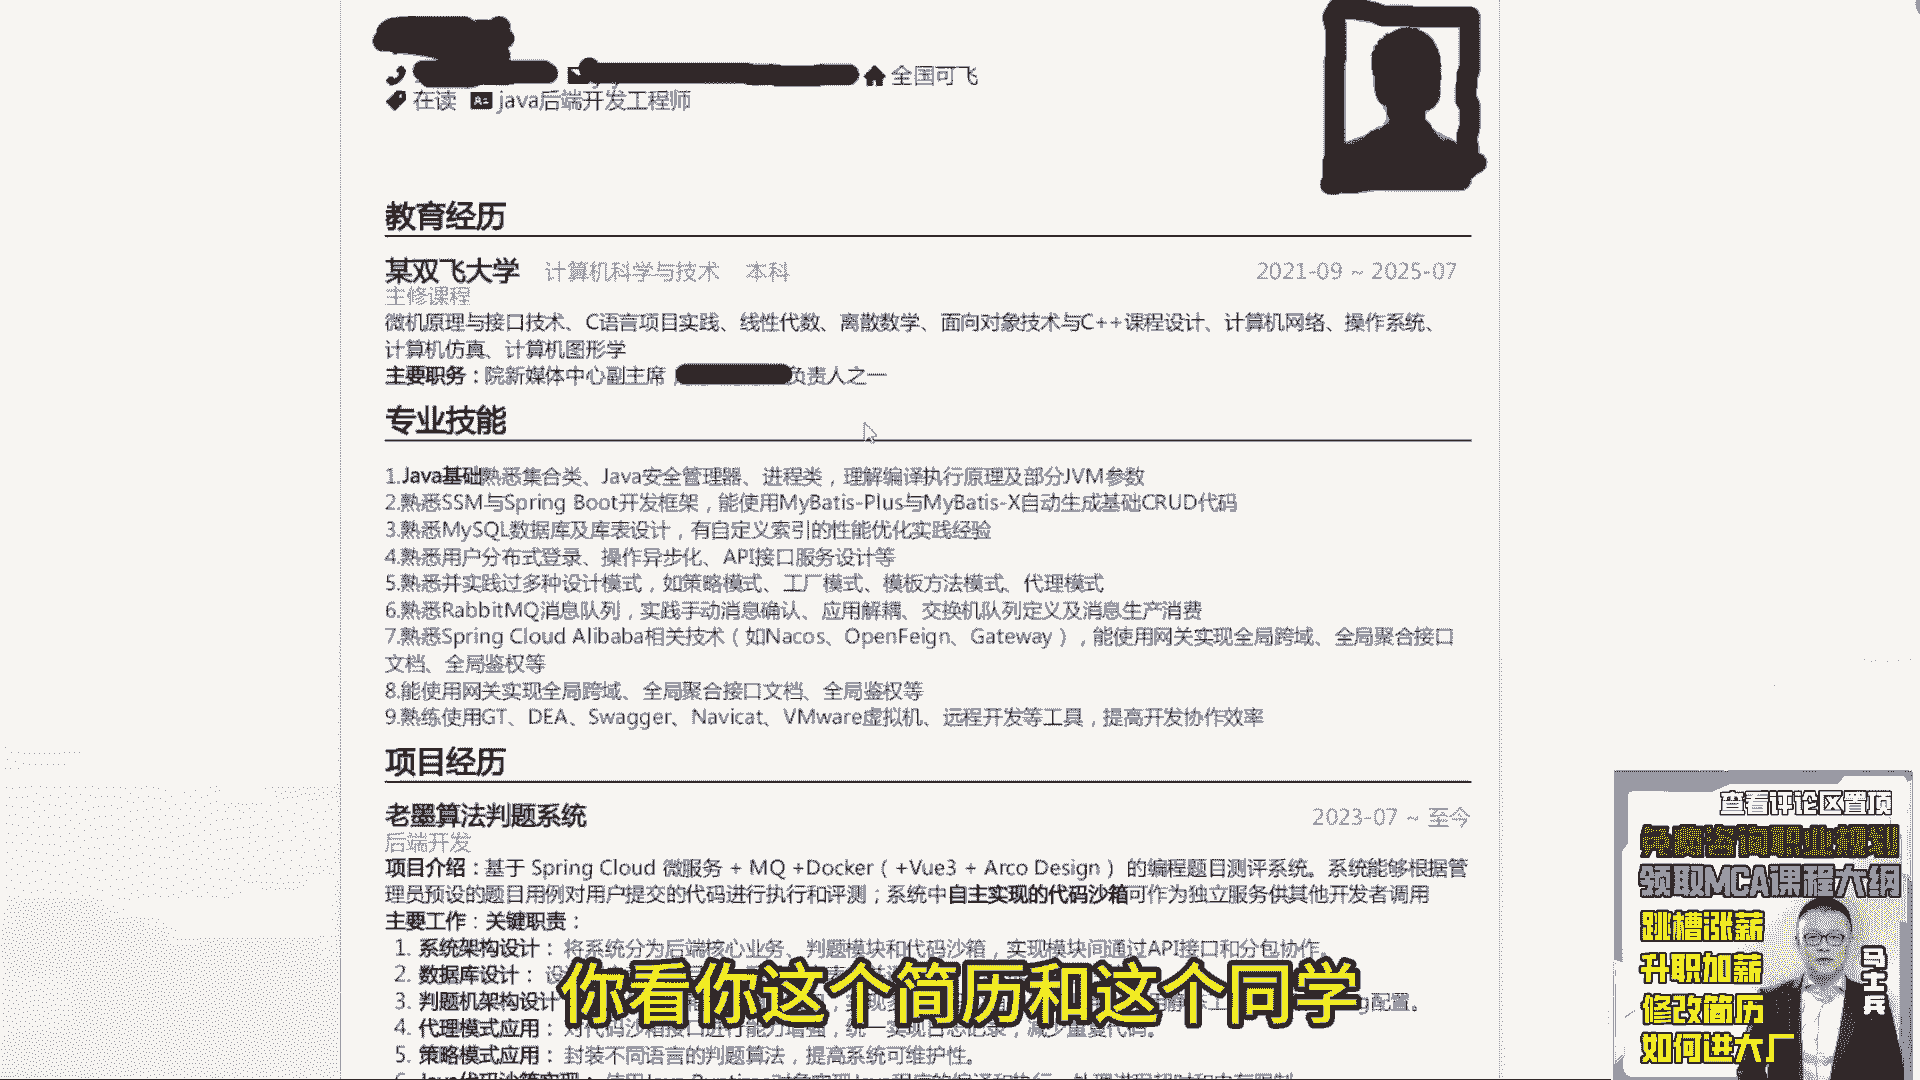 全国可飞
在读 java后端开发工程师
教育经历
某双飞大学 计算机科学与技术 本科 2021-09 ~ 2025-07
主修课程
微机原理与接口技术、C语言项目实践、线性代数、离散数学、面向对象技术与C++课程设计、计算机网络、操作系统、
计算机仿真、计算机图形学
主要职务：院新媒体中心副主席 负责人之一
专业技能
1.Java基础熟悉集合类、Java安全管理器、进程类，理解编译执行原理及部分JVM参数
2.熟悉SSM与Spring Boot开发框架，能使用MyBatis-Plus与MyBatis-X自动生成基础CRUD代码
3.熟悉MySQL数据库及库表设计，有自定义索引的性能优化实践经验
4.熟悉用户分布式登录、操作异步化、API接口服务设计等
5.熟悉并实践过多种设计模式，如策略模式、工厂模式、模板方法模式、代理模式
6.熟悉RabbitMQ消息队列，实践手动消息确认、应用解耦、交换机队列定义及消息生产消费
7.熟悉Spring Cloud Alibaba相关技术（如Nacos、OpenFeign、Gateway），能使用网关实现全局跨域、全局聚合接口
文档、全局鉴权等
8.能使用网关实现全局跨域、全局聚合接口文档、全局鉴权等
9.熟练使用GT、DEA、Swagger、Navicat、VMware虚拟机、远程开发等工具，提高开发协作效率
项目经历
老墨算法判题系统 2023-07 ~ 至今
后端开发
项目介绍：基于 Spring Cloud 微服务 + MQ +Docker（ +Vue3 + Arco Design ） 的编程题目测评系统。系统能够根据管
理员预设的题目用例对用户提交的代码进行执行和评测；系统中自主实现的代码沙箱可作为独立服务供其他开发者调用
主要工作：关键职责：
1. 系统架构设计： 将系统分为后端核心业务、判题模块和代码沙箱，实现模块间通过API接口和分包协作。
2. 数据库设计： 设
3. 判题机架构设计 配置。
4. 代理模式应用： 对代码沙箱接口进行能力增强，统一实现日志记录，减少重复代码。
5. 策略模式应用： 封装不同语言的判题算法，提高系统可维护性。
你看你这个简历和这个同学
查看评论区置顶
免费咨询职业规划
领取MCA课程大纲
跳槽涨薪
升职加薪
修改简历
如何进大厂
马士兵